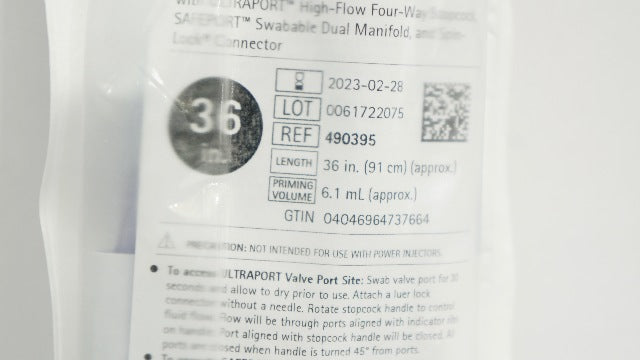 with ULTRAPORT™ High-Flow Four-Way Stopcock,
SAFEPORT™ Swabable Dual Manifold, and Spin-
Lock® Connector
36
in.
2023-02-28
LOT 0061722075
REF 490395
LENGTH 36 in. (91 cm) (approx.)
PRIMING VOLUME 6.1 mL (approx.)
GTIN 04046964737664
PRECAUTION: NOT INTENDED FOR USE WITH POWER INJECTORS.
• To access ULTRAPORT Valve Port Site: Swab valve port for 30
seconds and allow to dry prior to use. Attach a luer lock
connector without a needle. Rotate stopcock handle to control
fluid flow. Flow will be through ports aligned with indicator
on handle. Port aligned with stopcock handle will be closed. All
ports are closed when handle is turned 45° from ports.